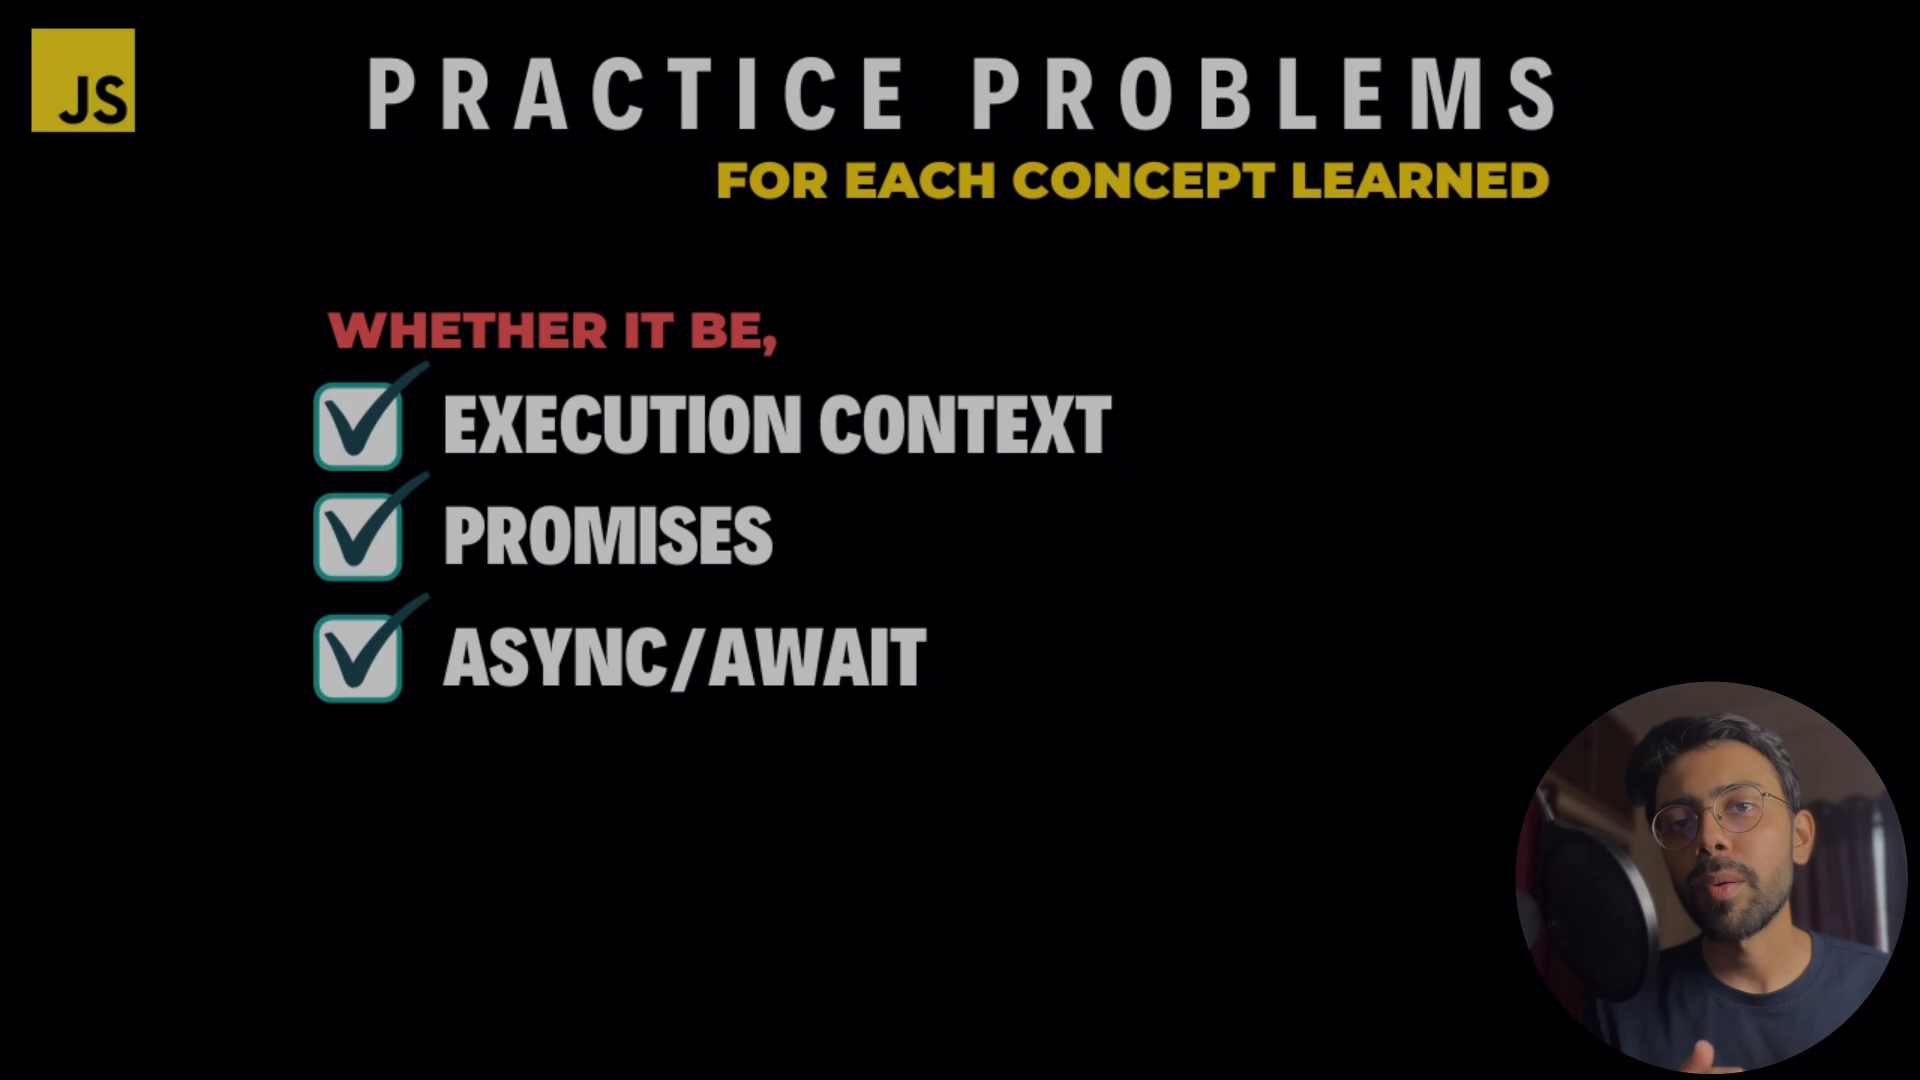 JS
PRACTICE PROBLEMS
FOR EACH CONCEPT LEARNED
WHETHER IT BE,
EXECUTION CONTEXT
PROMISES
ASYNC/AWAIT